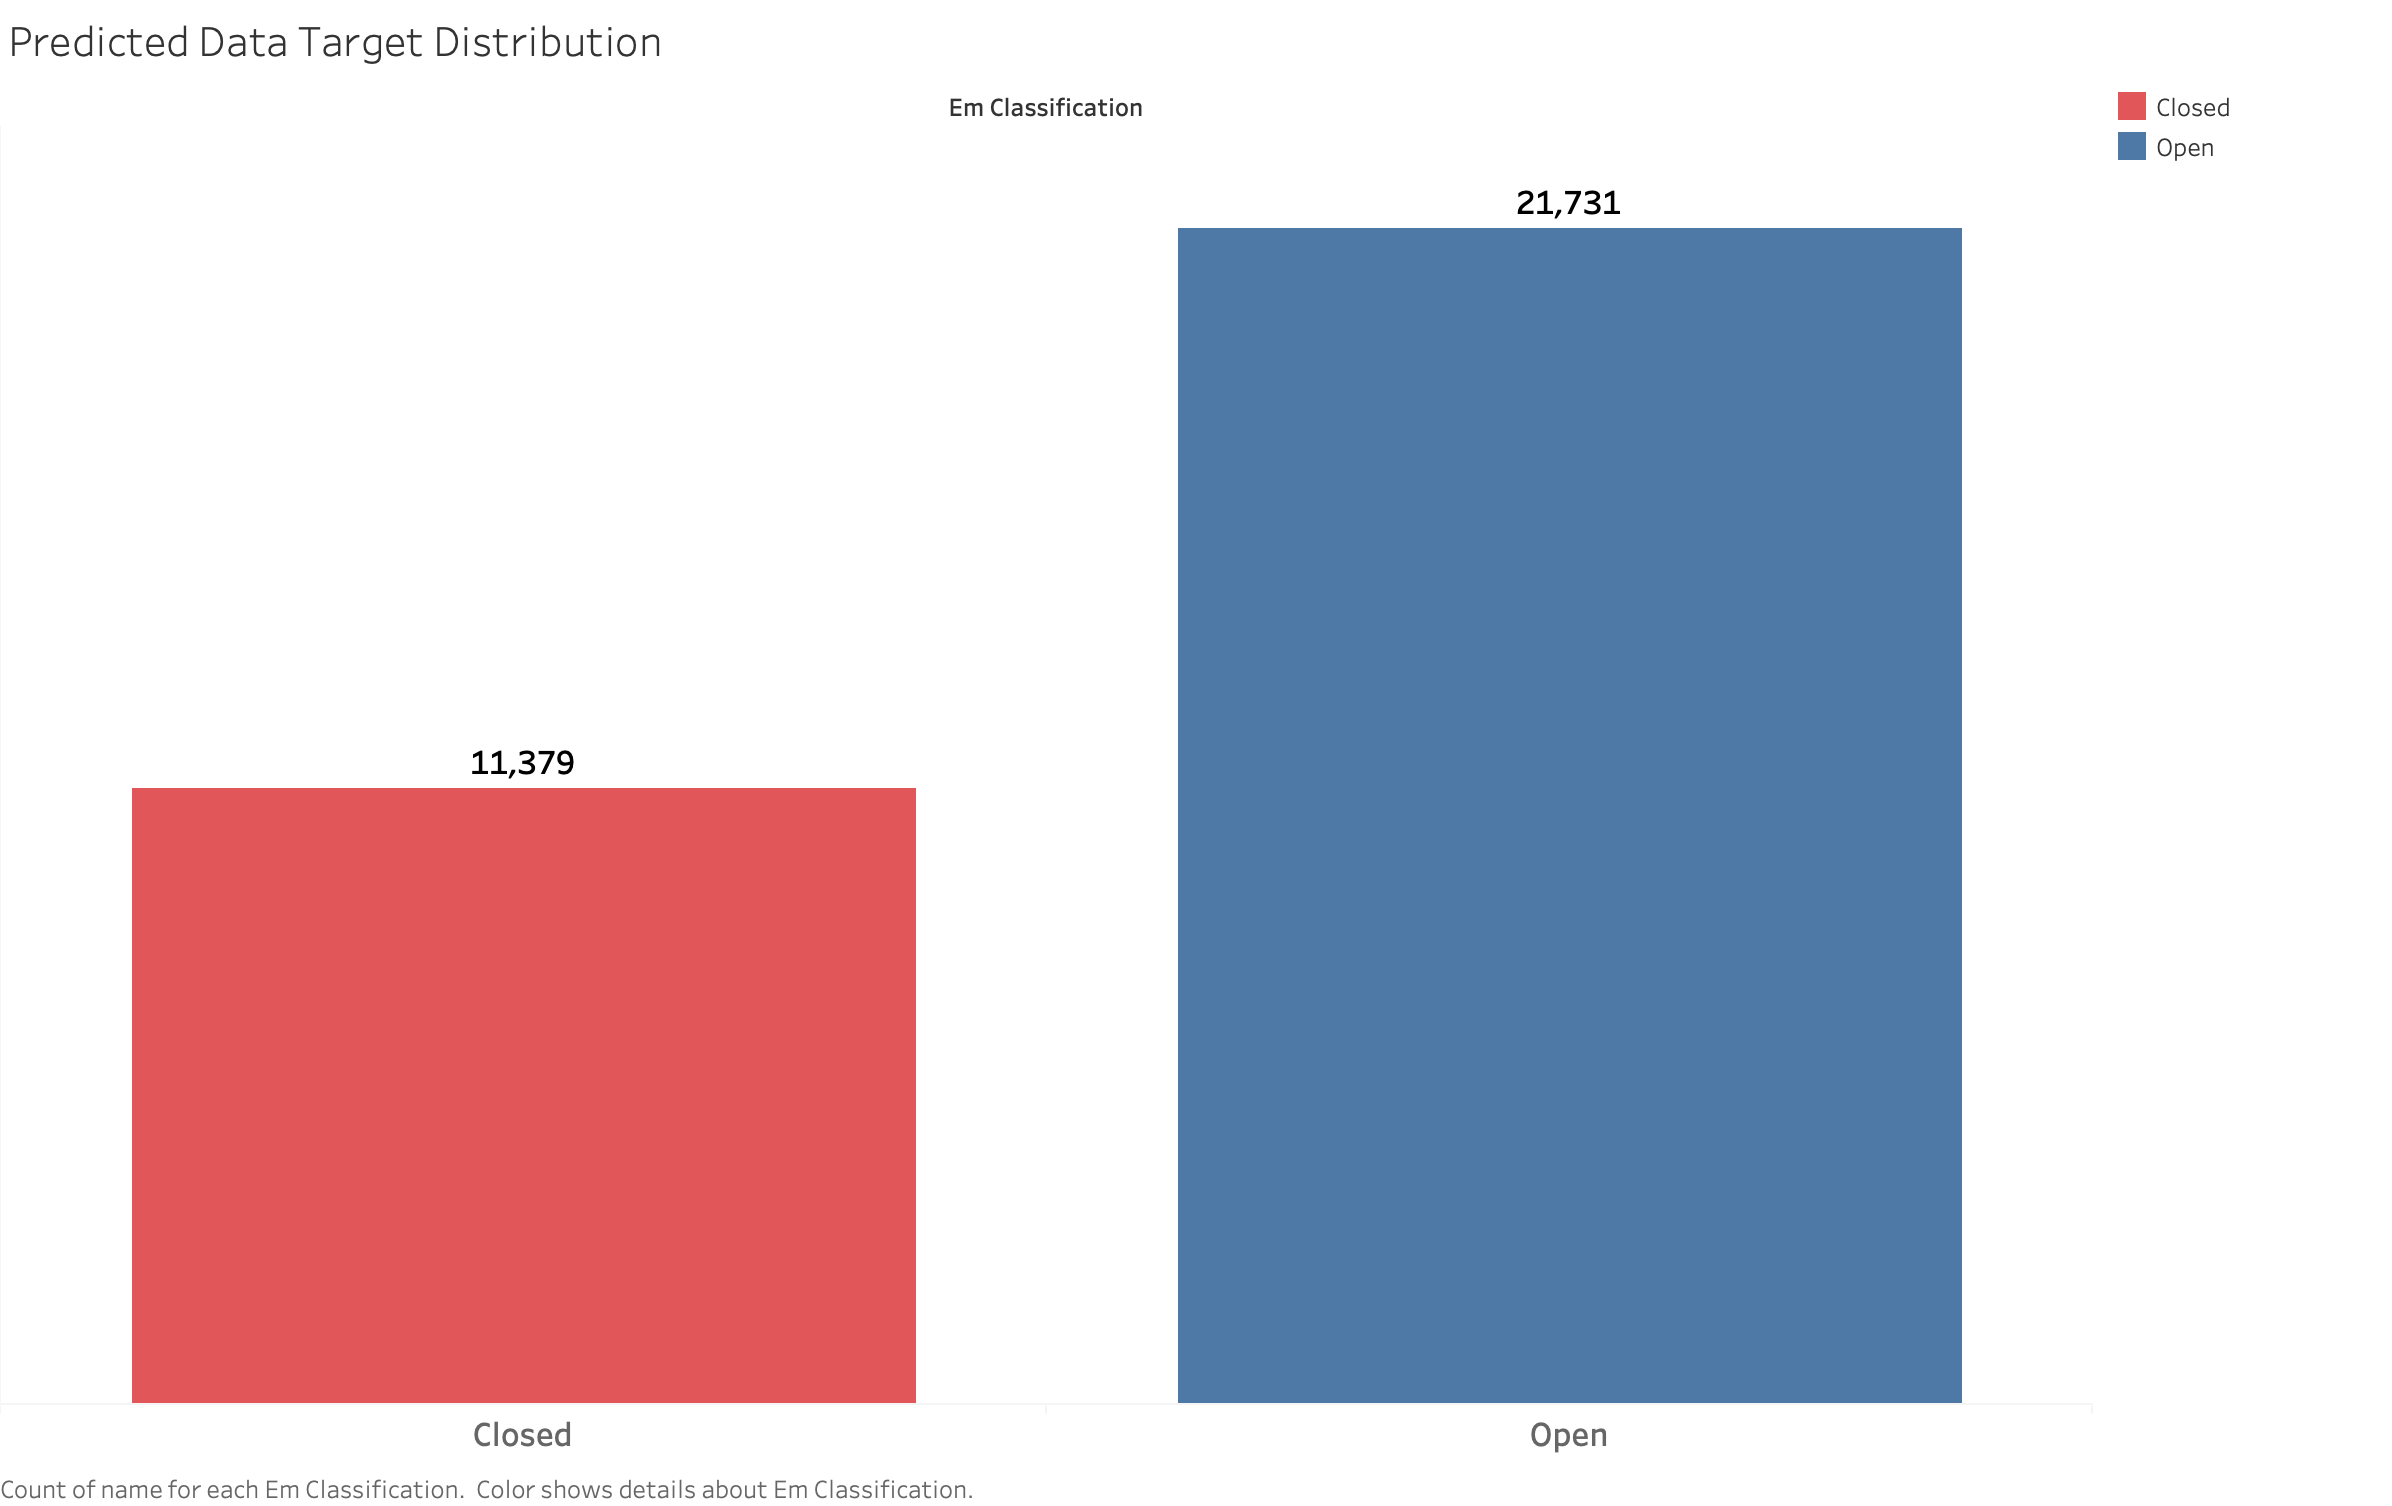 Predicted Data Target Distribution
Em Classification
Closed
Open
21,731
11,379
Closed
Open
Count of name for each Em Classification.  Color shows details about Em Classification.